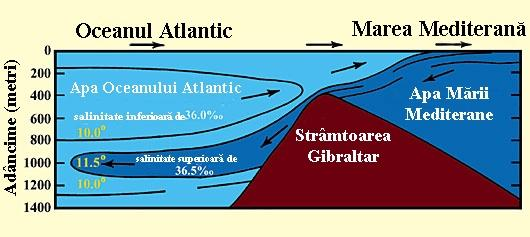 Oceanul Atlantic
Marea Mediterană
Adâncime (metri)
0
200
400
600
800
1000
1200
1400
Apa Oceanului Atlantic
salinitate inferioară de 36.0‰
10.0°
11.5°
salinitate superioară de
36.5‰
10.0°
Strâmtoarea
Gibraltar
Apa Mării
Mediterane